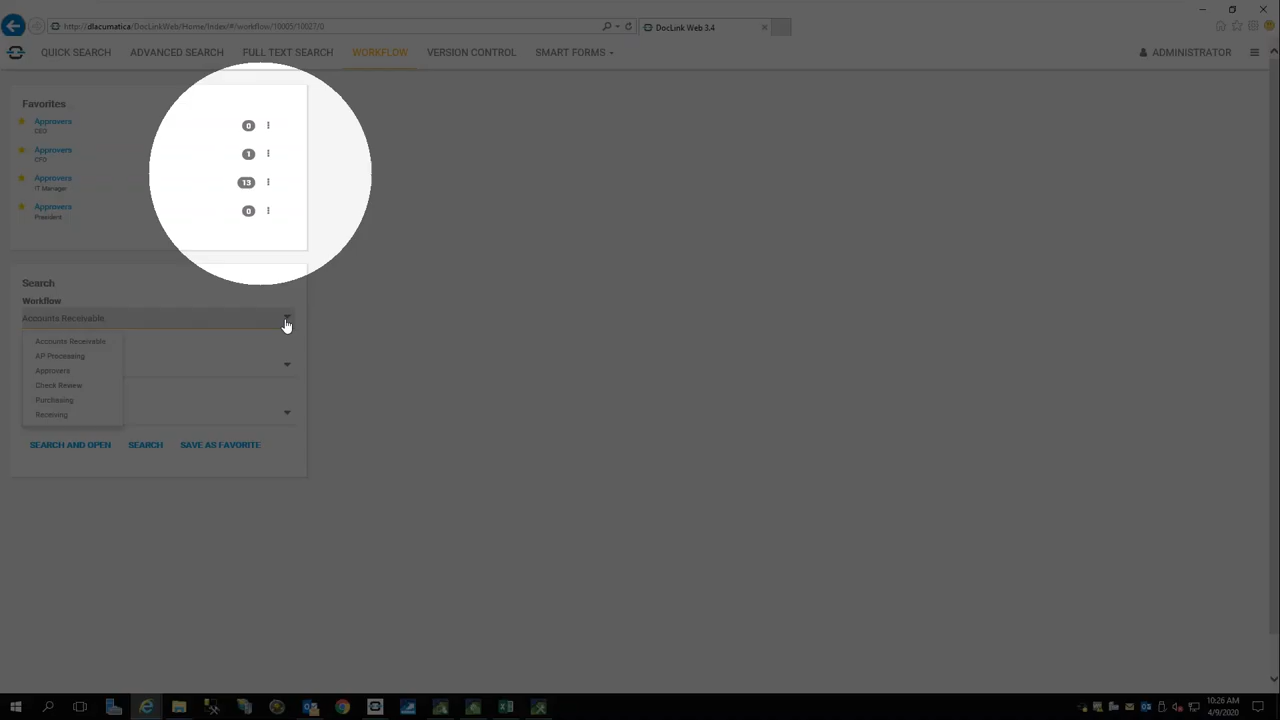 http://dlacumatica/DocLinkWeb/Home/Index/#/workflow/10005/10027/0
DocLink Web 3.4
QUICK SEARCH
ADVANCED SEARCH
FULL TEXT SEARCH
WORKFLOW
VERSION CONTROL
SMART FORMS
ADMINISTRATOR
Favorites
Approvers
CEO
0
Approvers
CFO
1
Approvers
IT Manager
13
Approvers
President
0
Search
Workflow
Accounts Receivable
Accounts Receivable
AP Processing
Approvers
Check Review
Purchasing
Receiving
SEARCH AND OPEN
SEARCH
SAVE AS FAVORITE
10:26 AM
4/9/2020